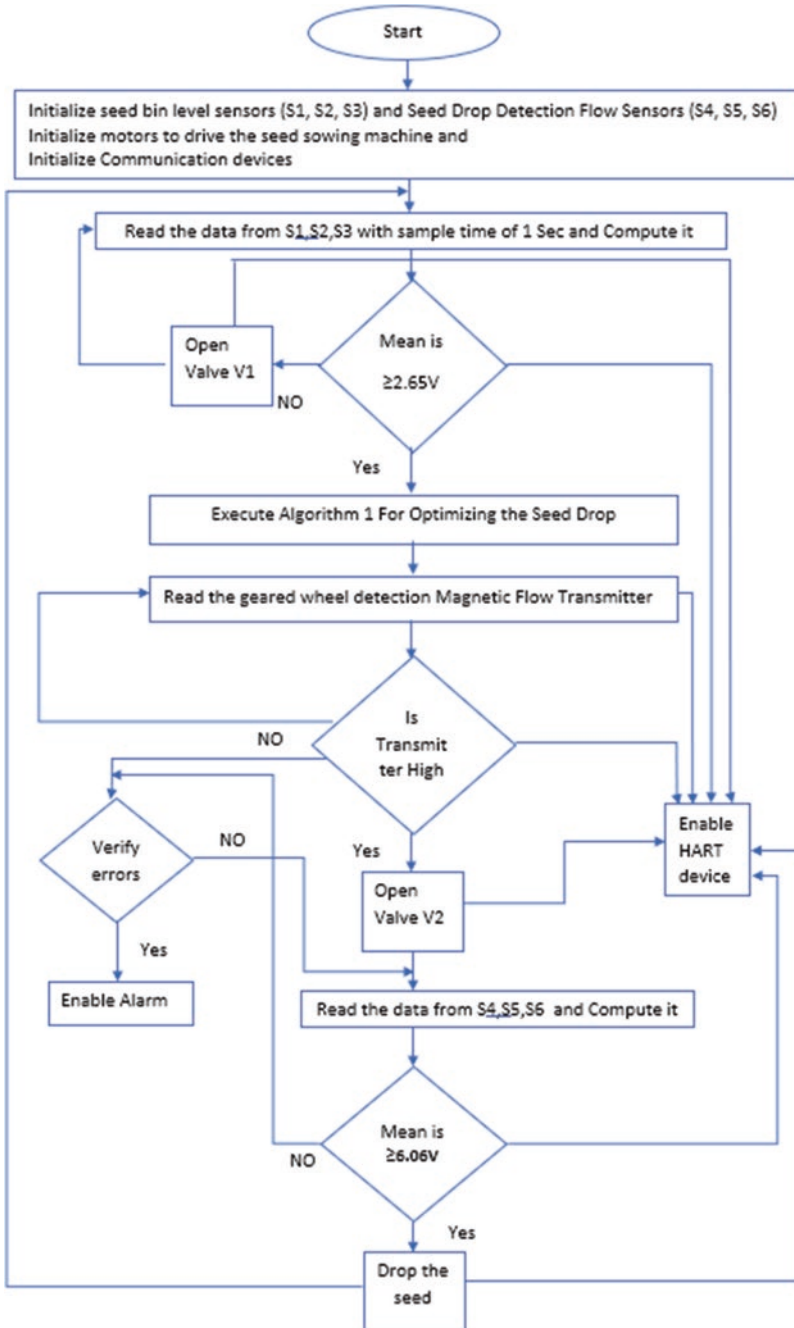 Start
Initialize seed bin level sensors (S1, S2, S3) and Seed Drop Detection Flow Sensors (S4, S5, S6)
Initialize motors to drive the seed sowing machine and
Initialize Communication devices
Read the data from S1,S2,S3 with sample time of 1 Sec and Compute it
Open
Valve V1
Mean is
≥2.65V
NO
Yes
Execute Algorithm 1 For Optimizing the Seed Drop
Read the geared wheel detection Magnetic Flow Transmitter
Is
Transmit
ter High
NO
Verify
errors
NO
Yes
Enable
HART
device
Open
Valve V2
Yes
Enable Alarm
Read the data from S4,S5,S6 and Compute it
Mean is
≥6.06V
NO
Yes
Drop the
seed